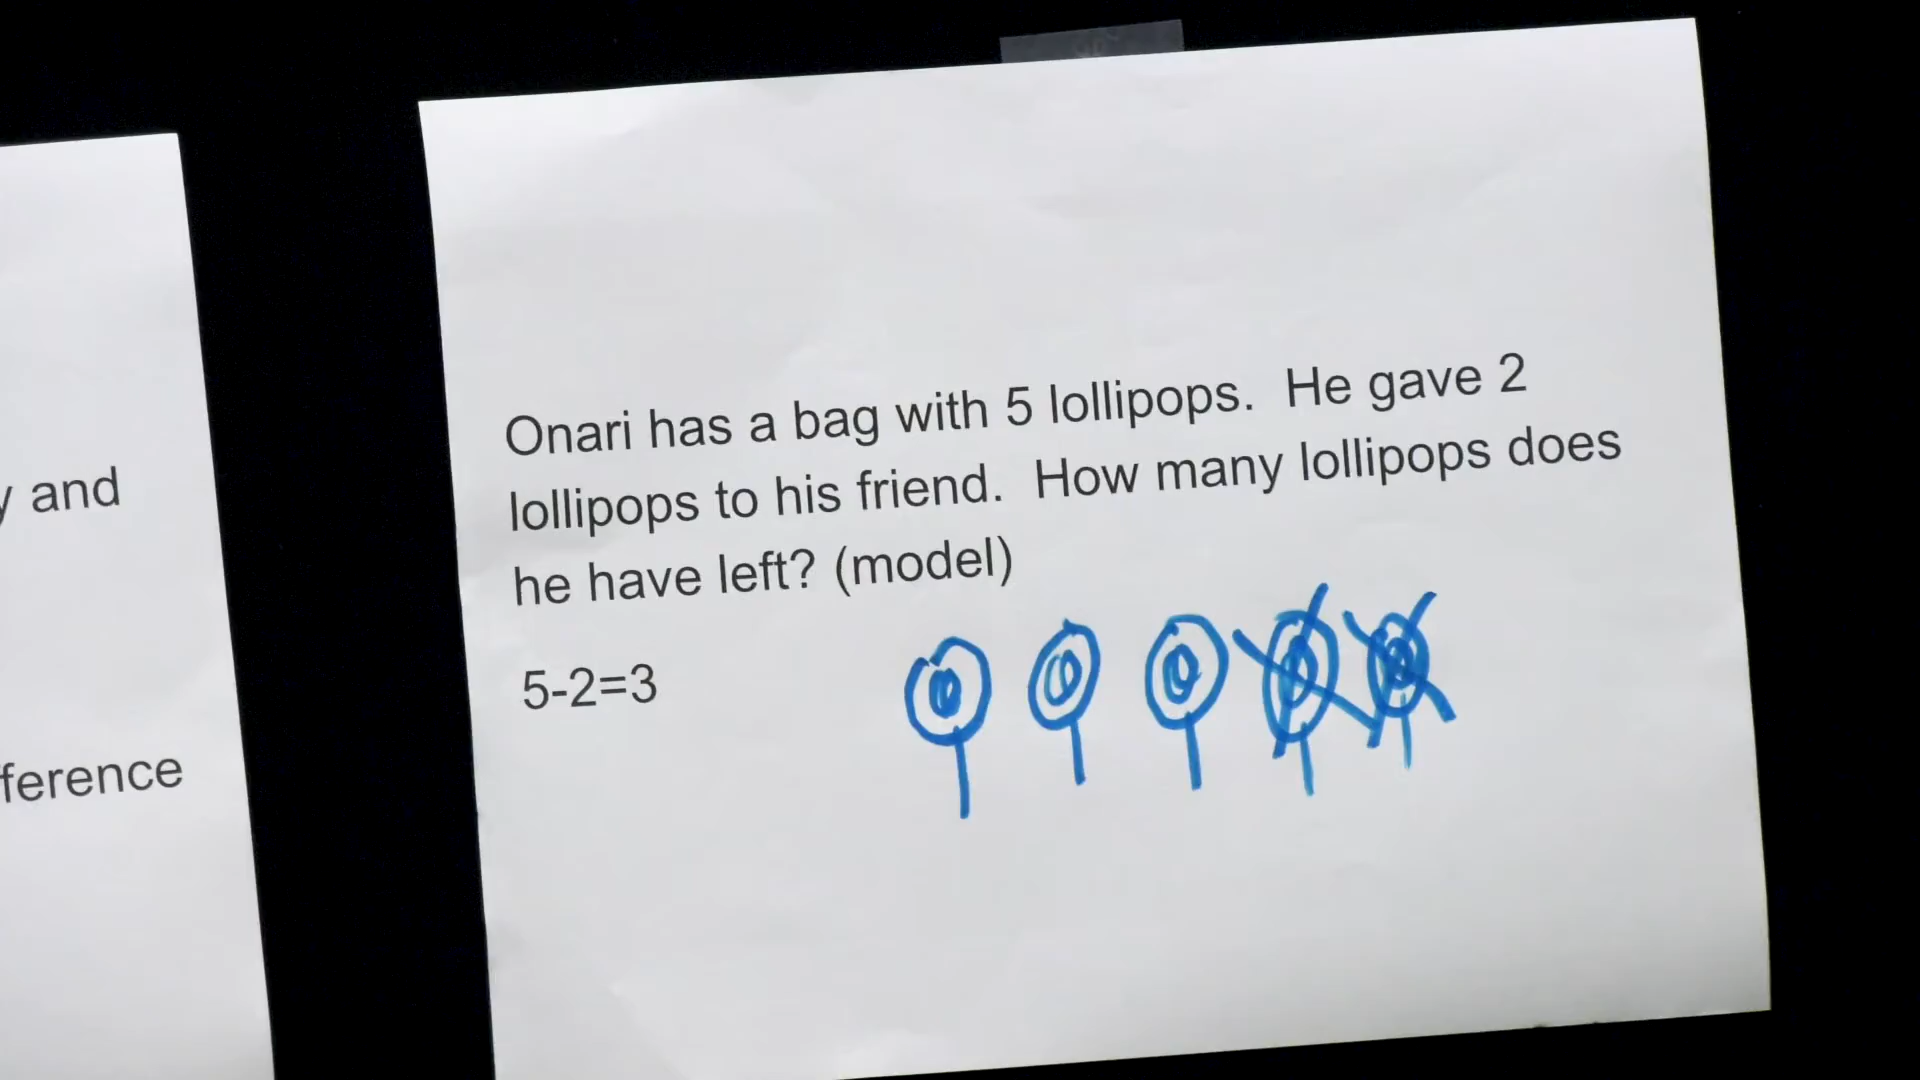 and
ference
Onari has a bag with 5 lollipops. He gave 2
lollipops to his friend. How many lollipops does
he have left? (model)
5-2=3